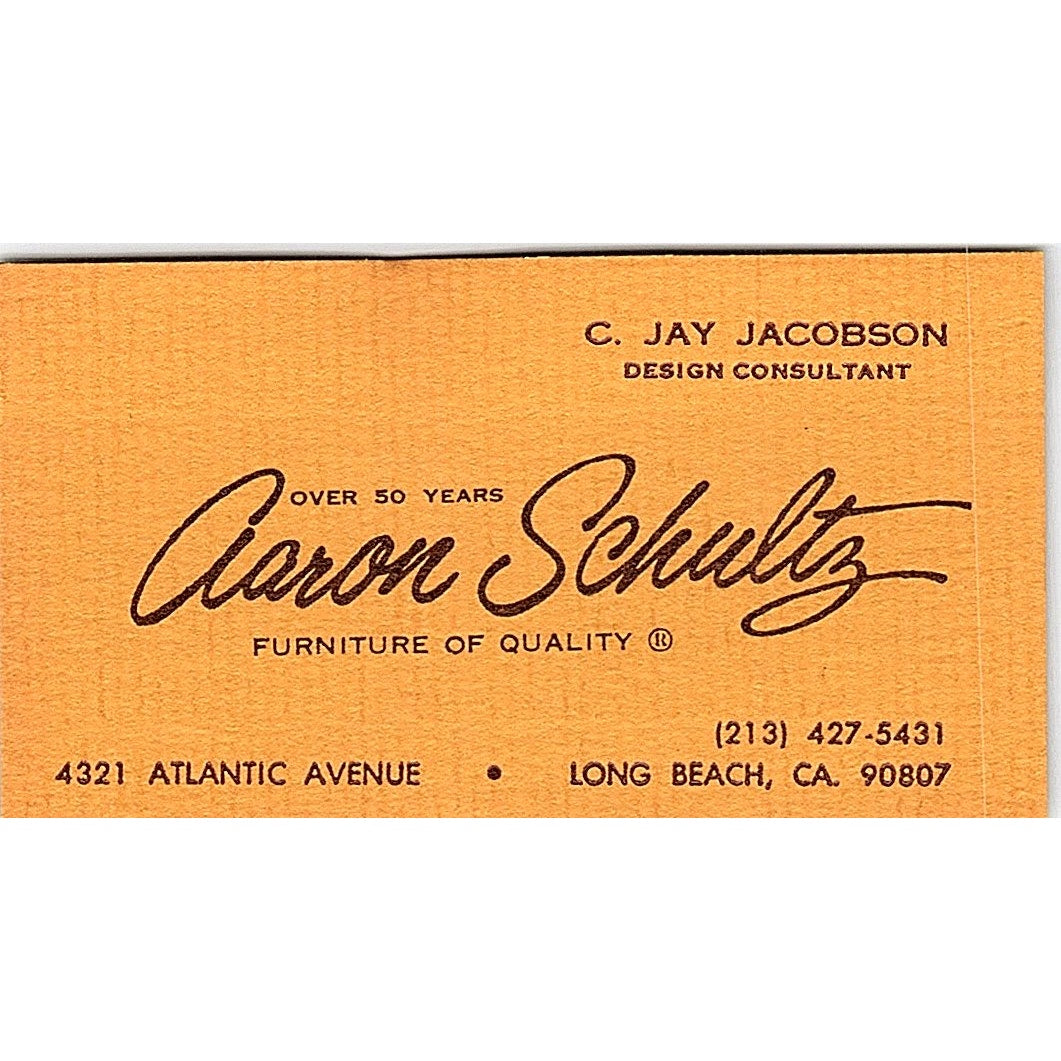 C. JAY JACOBSON
DESIGN CONSULTANT
OVER 50 YEARS
Aaron Schultz
FURNITURE OF QUALITY ®
(213) 427-5431
4321 ATLANTIC AVENUE • LONG BEACH, CA. 90807